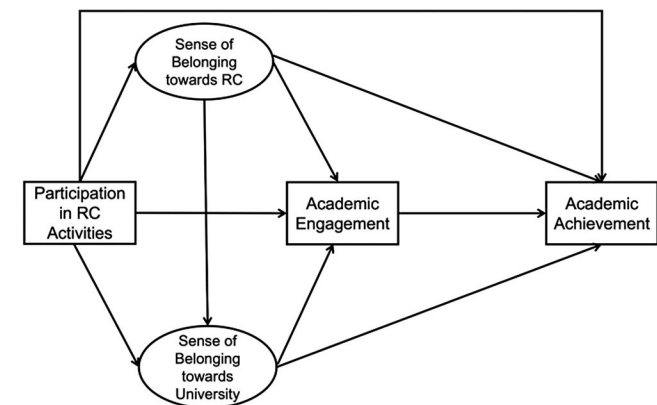 Sense of
Belonging
towards RC
Participation
in RC
Activities
Academic
Engagement
Academic
Achievement
Sense of
Belonging
towards
University